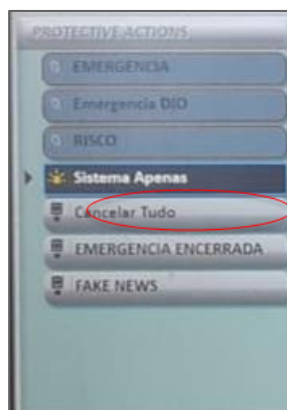 PROTECTIVE ACTIONS
EMERGENCIA
Emergencia DIO
RISCO
Sistema Apenas
Cancelar Tudo
EMERGENCIA ENCERRADA
FAKE NEWS